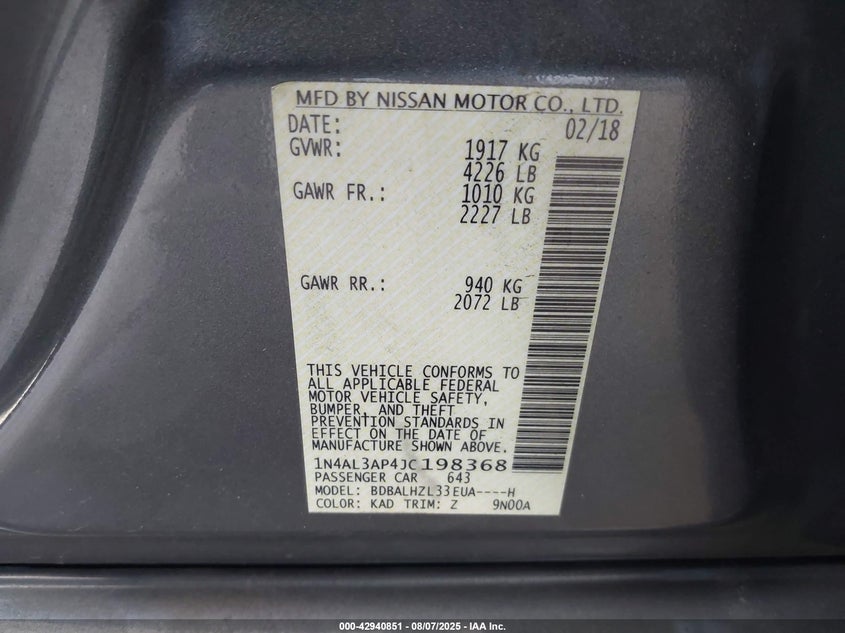 MFD BY NISSAN MOTOR CO., LTD.
DATE: 02/18
GVWR: 1917 KG
4226 LB
GAWR FR.: 1010 KG
2227 LB
GAWR RR.: 940 KG
2072 LB
THIS VEHICLE CONFORMS TO
ALL APPLICABLE FEDERAL
MOTOR VEHICLE SAFETY,
BUMPER, AND THEFT
PREVENTION STANDARDS IN
EFFECT ON THE DATE OF
MANUFACTURE SHOWN ABOVE.
1N4AL3AP4JC198368
PASSENGER CAR 643
MODEL: BDBALHZL33EUA----H
COLOR: KAD TRIM: Z 9N00A
000-42940851 - 08/07/2025 - IAA Inc.